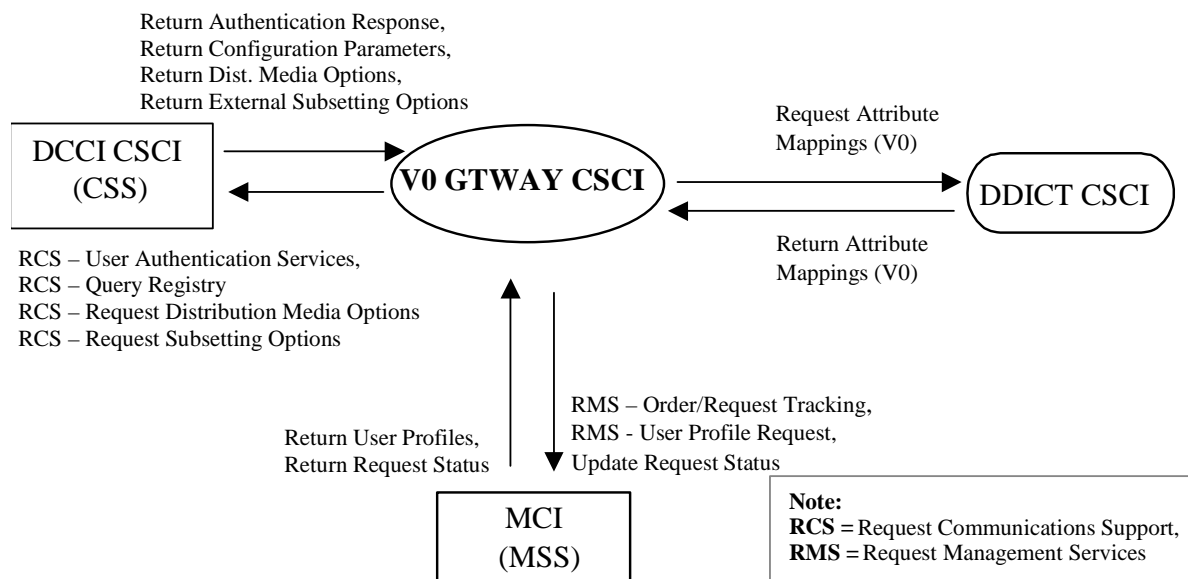 Return Authentication Response,
Return Configuration Parameters,
Return Dist. Media Options,
Return External Subsetting Options
DCCI CSCI
(CSS)
V0 GTWAY CSCI
Request Attribute
Mappings (V0)
DDICT CSCI
Return Attribute
Mappings (V0)
RCS – User Authentication Services,
RCS – Query Registry
RCS – Request Distribution Media Options
RCS – Request Subsetting Options
Return User Profiles,
Return Request Status
RMS – Order/Request Tracking,
RMS - User Profile Request,
Update Request Status
MCI
(MSS)
Note:
RCS = Request Communications Support,
RMS = Request Management Services